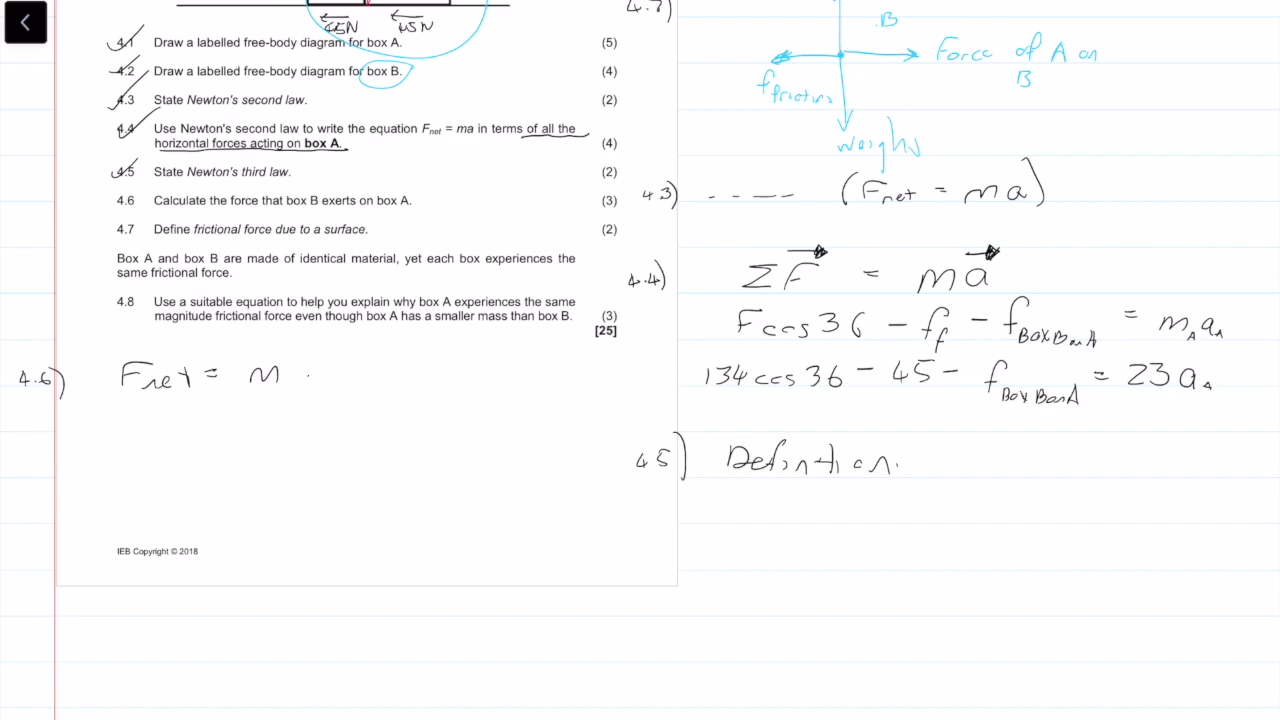 45N 45N
4.1 Draw a labelled free-body diagram for box A. (5)
4.2 Draw a labelled free-body diagram for box B. (4)
4.3 State Newton's second law. (2)
4.4 Use Newton's second law to write the equation Fnet = ma in terms of all the
horizontal forces acting on box A. (4)
4.5 State Newton's third law. (2)
4.6 Calculate the force that box B exerts on box A. (3)
4.7 Define frictional force due to a surface. (2)
Box A and box B are made of identical material, yet each box experiences the
same frictional force.
4.8 Use a suitable equation to help you explain why box A experiences the same
magnitude frictional force even though box A has a smaller mass than box B. (3)
[25]
4.6) Fnet = m
IEB Copyright © 2018
B
Force of A on
B
f friction
weight
4.3) ---- (Fnet = ma)
4.4) ΣF = ma
Fcos36 - ff - fBoxBonA = mAaA
134cos36 - 45 - fBoxBonA = 23aA
45) Definition.